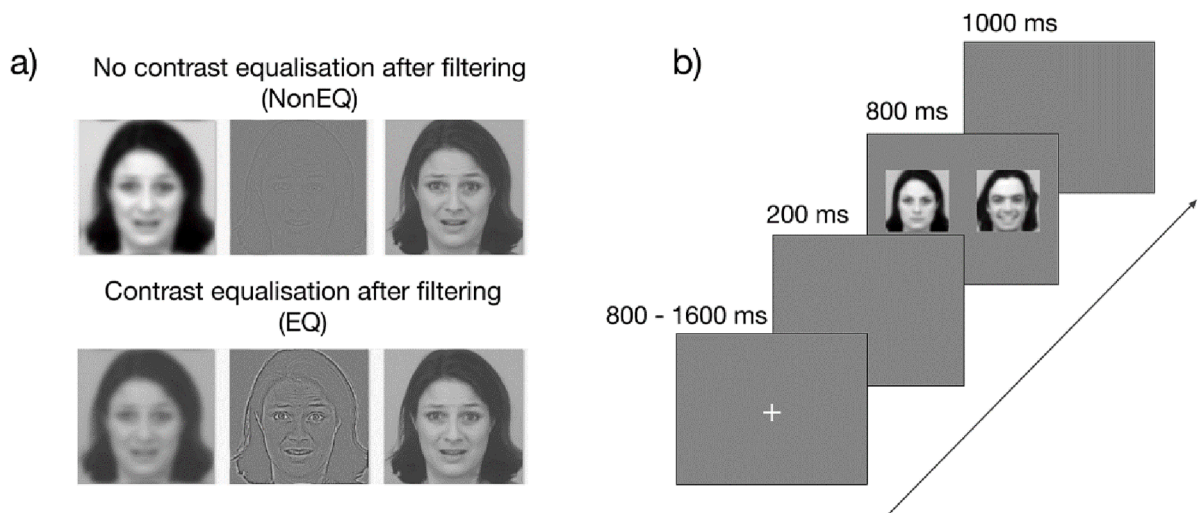 a)
No contrast equalisation after filtering
(NonEQ)
Contrast equalisation after filtering
(EQ)
b)
1000 ms
800 ms
200 ms
800 - 1600 ms